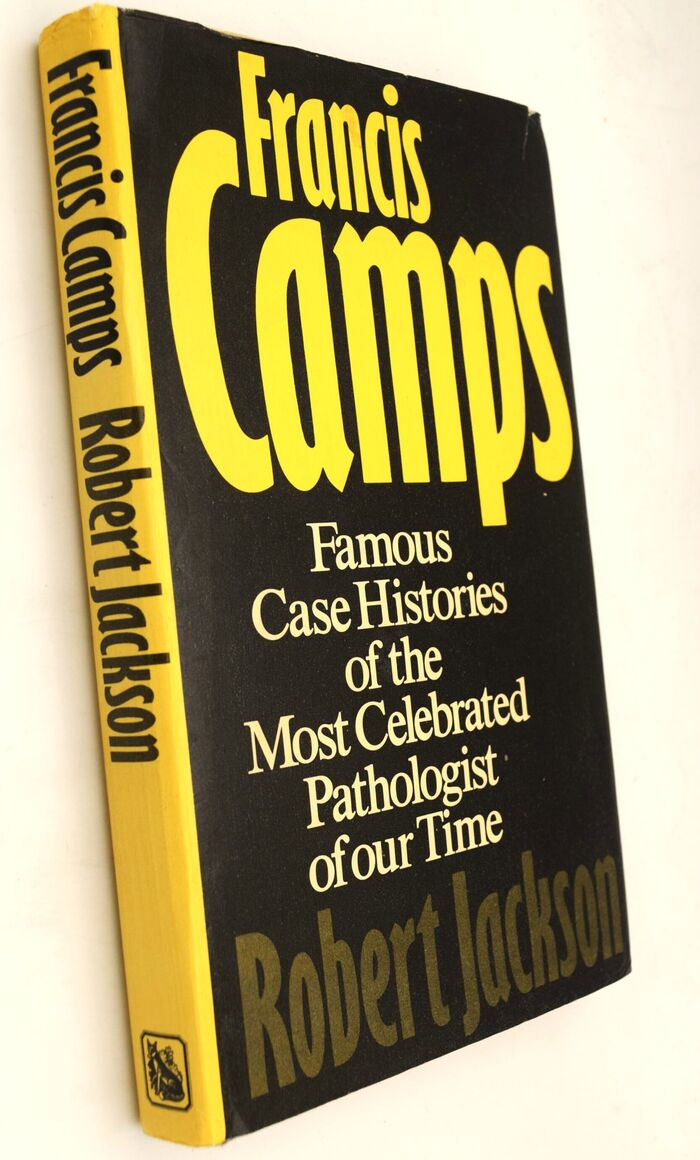 Francis Camps Robert Jackson
Francis
Camps
Famous
Case Histories
of the
Most Celebrated
Pathologist
of our Time
Robert Jackson